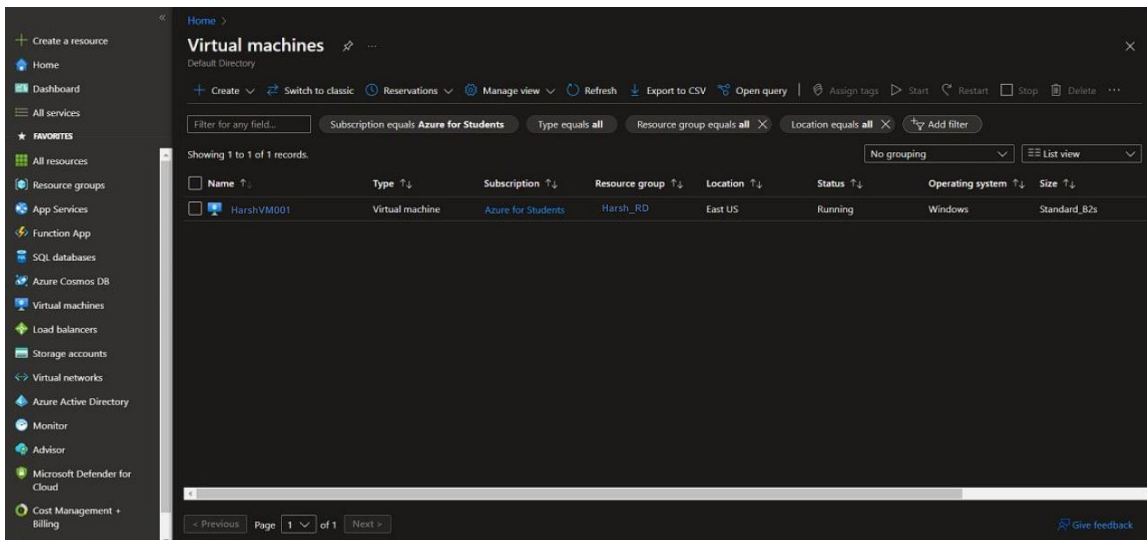 Create a resource
Home
Dashboard
All services
FAVORITES
All resources
Resource groups
App Services
Function App
SQL databases
Azure Cosmos DB
Virtual machines
Load balancers
Storage accounts
Virtual networks
Azure Active Directory
Monitor
Advisor
Microsoft Defender for
Cloud
Cost Management +
Billing
Home >
Virtual machines ...
Default Directory
Create Switch to classic Reservations Manage view Refresh Export to CSV Open query Assign tags Start Restart Stop Delete ...
Filter for any field... Subscription equals Azure for Students Type equals all Resource group equals all Location equals all Add filter
Showing 1 to 1 of 1 records. No grouping List view
Name Type Subscription Resource group Location Status Operating system Size
HarshVM001 Virtual machine Azure for Students Harsh_RD East US Running Windows Standard_B2s
< Previous Page 1 of 1 Next > Give feedback